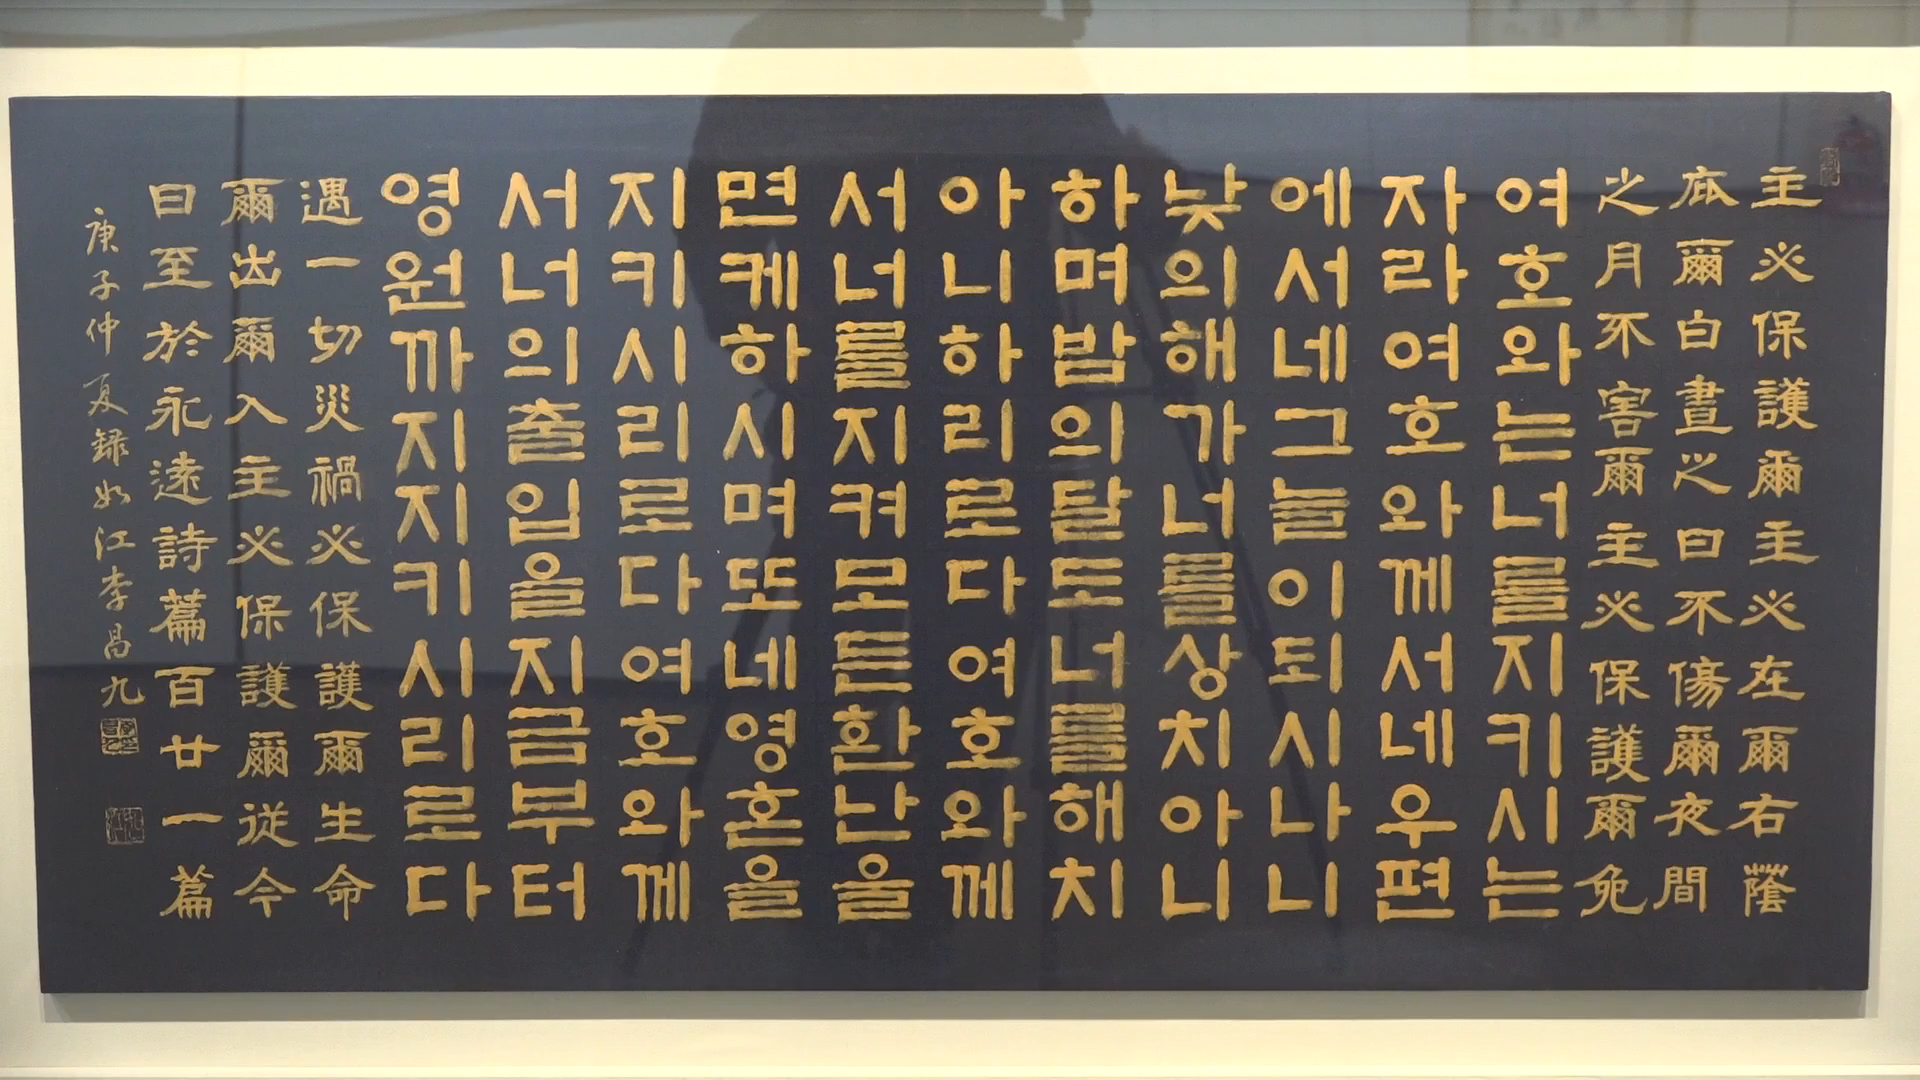 主必保護爾主必在爾右蔭
庇爾白晝之日不傷爾夜間
之月不害爾主必保護爾免
여호와는너를지키시는
자라여호와께서네우편
에서네그늘이되시나니
낮의해가너를상치아니
하며밤의달도너를해치
아니하리로다여호와께
서너를지켜모든환난을
면케하시며또네영혼을
지키시리로다여호와께
서너의출입을지금부터
영원까지지키시리로다
遇一切災禍必保護爾生命
爾出爾入主必保護爾従今
日至於永遠詩篇百廿一篇
庚子仲夏録如江李昌九